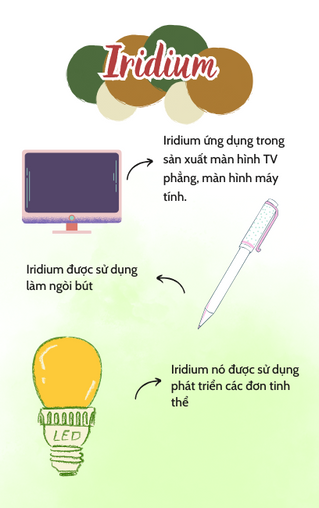 Iridium
Iridium ứng dụng trong
sản xuất màn hình TV
phẳng, màn hình máy
tính.
Iridium được sử dụng
làm ngòi bút
Iridium nó được sử dụng
phát triển các đơn tinh
thể
LED